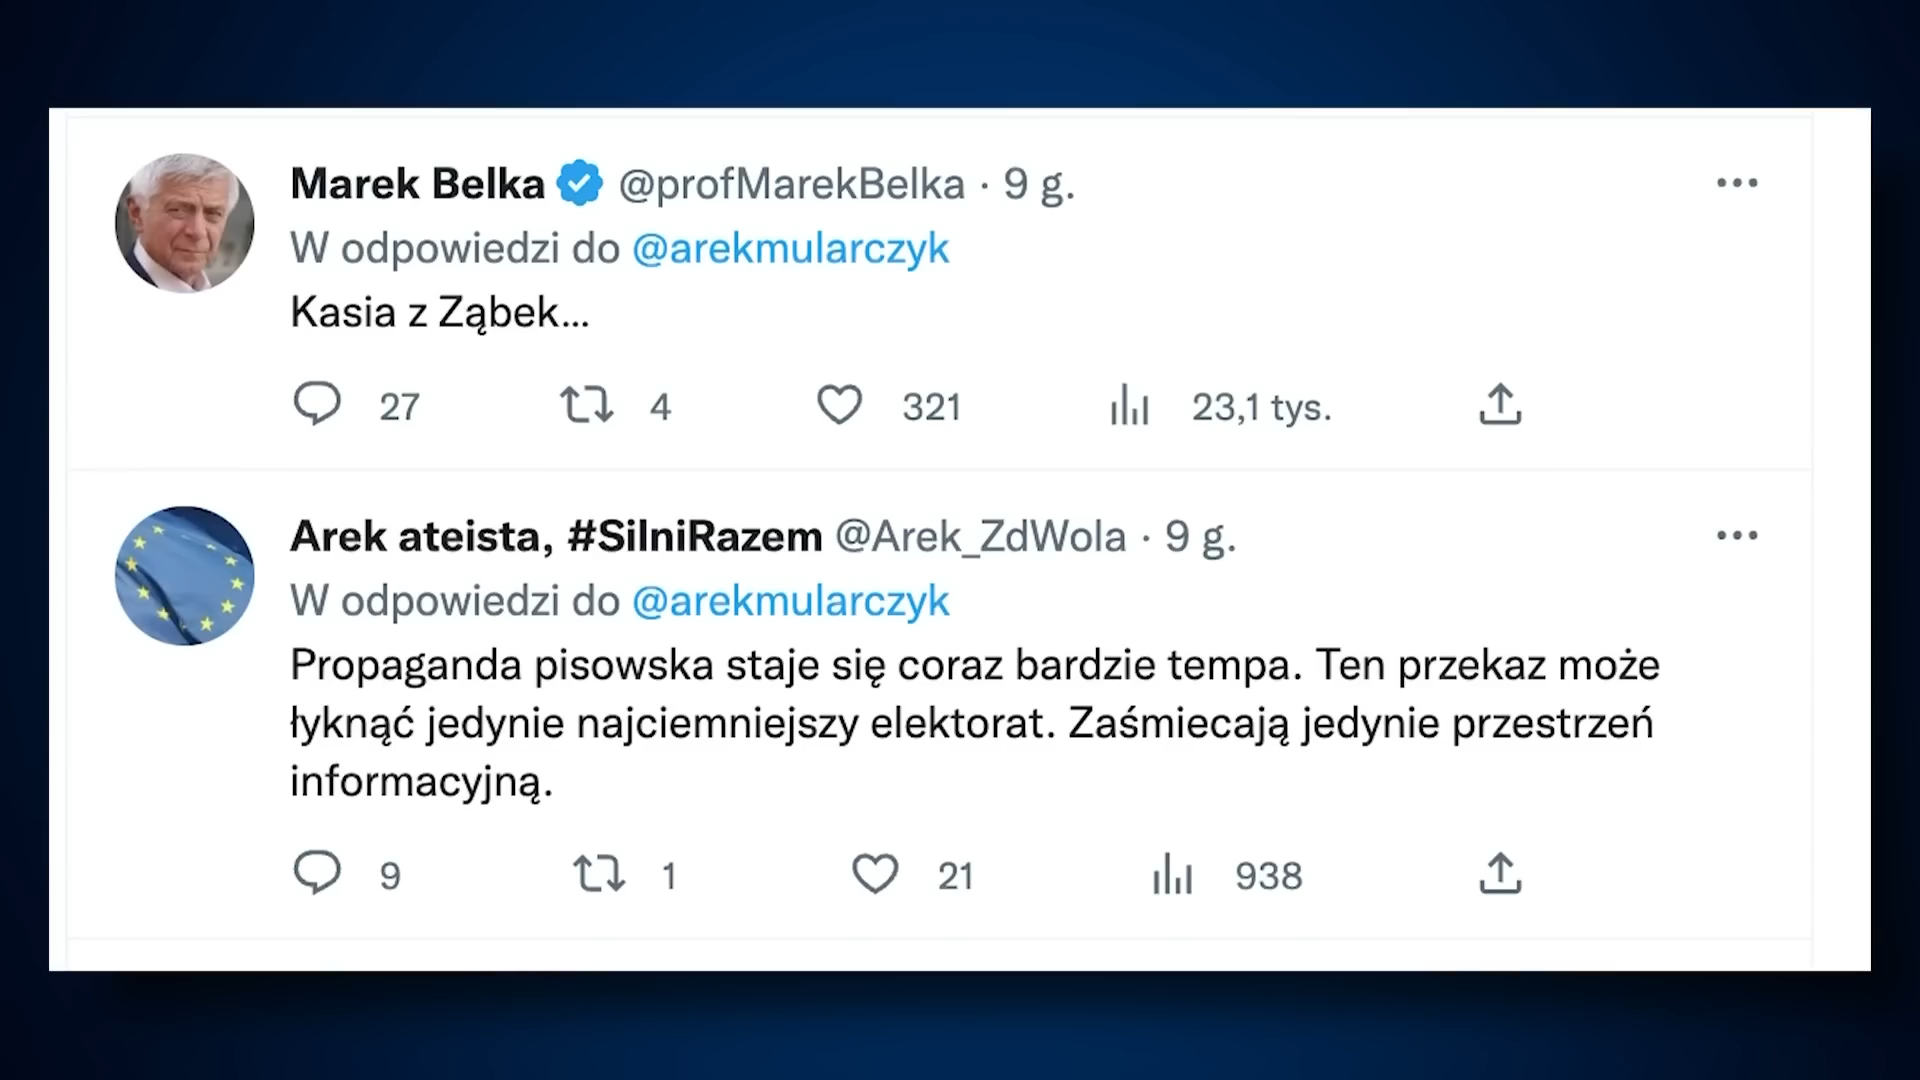 Marek Belka @profMarekBelka · 9 g.
W odpowiedzi do @arekmularczyk
Kasia z Ząbek...
27 4 321 23,1 tys.
Arek ateista, #SilniRazem @Arek_ZdWola · 9 g.
W odpowiedzi do @arekmularczyk
Propaganda pisowska staje się coraz bardzie tempa. Ten przekaz może
łyknąć jedynie najciemniejszy elektorat. Zaśmiecają jedynie przestrzeń
informacyjną.
9 1 21 938